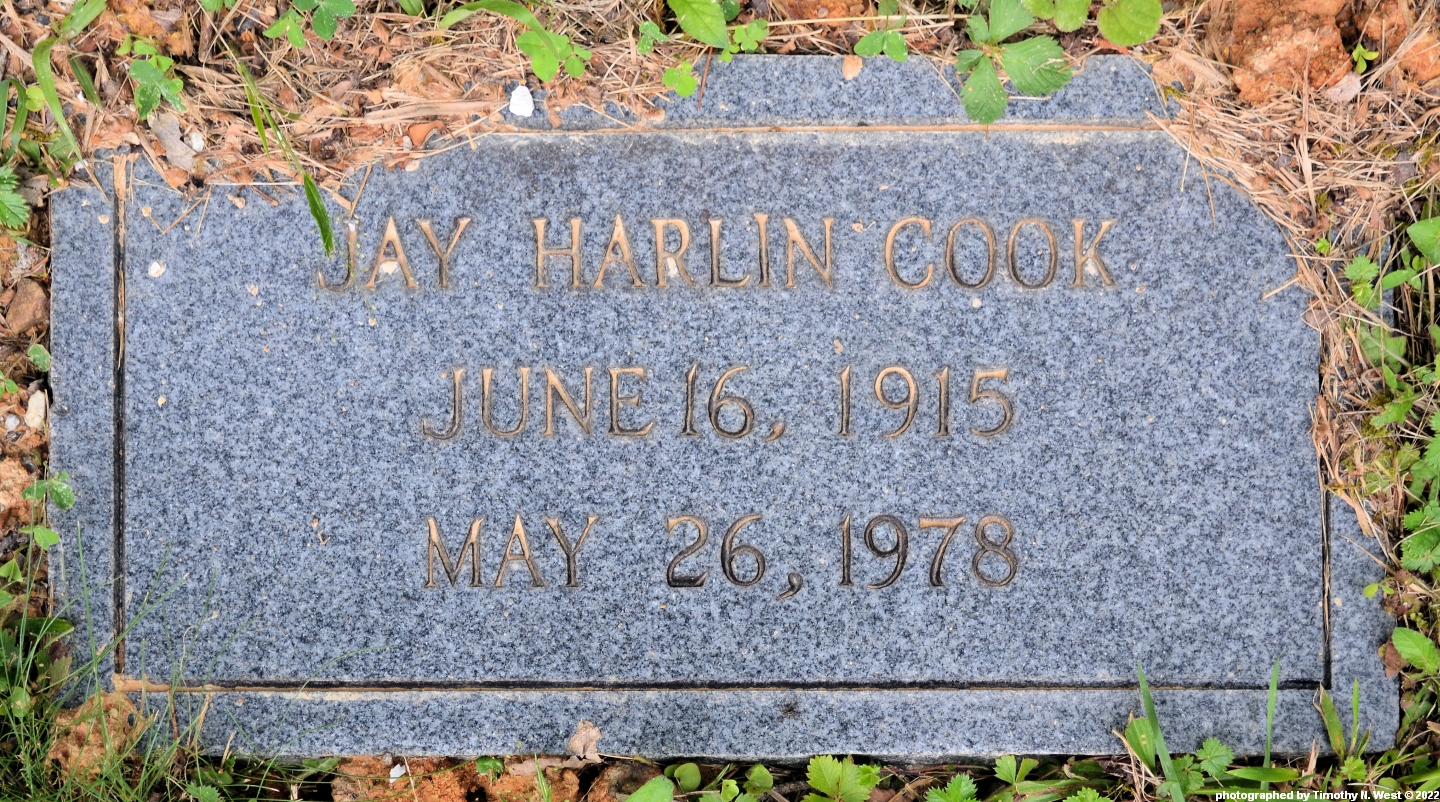 JAY HARLIN COOK
JUNE 16, 1915
MAY 26, 1978
photographed by Timothy N. West © 2022